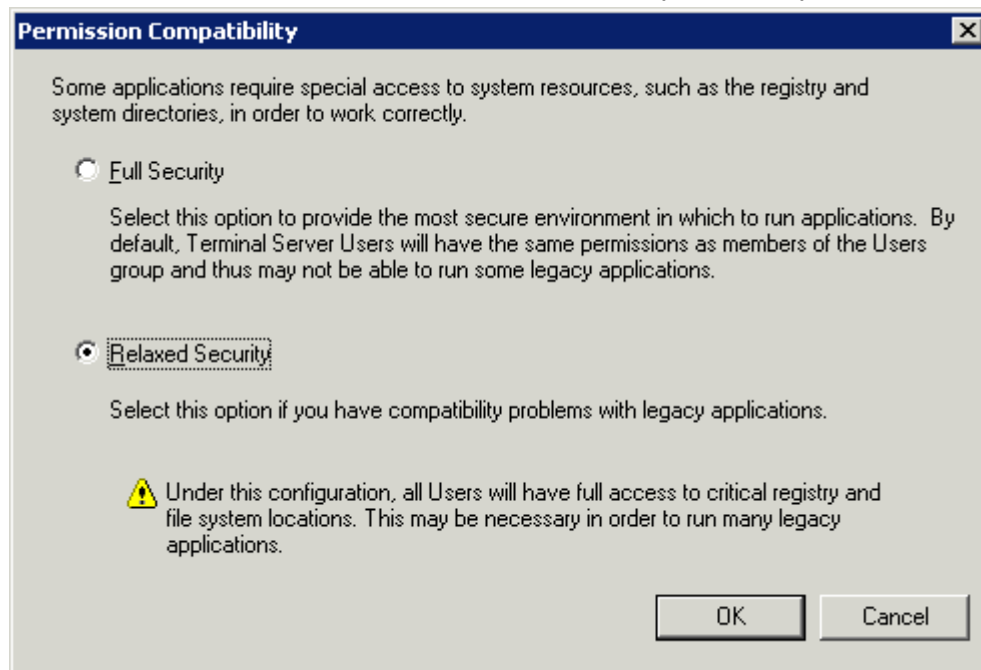 Permission Compatibility
Some applications require special access to system resources, such as the registry and
system directories, in order to work correctly.
Full Security
Select this option to provide the most secure environment in which to run applications.  By
default, Terminal Server Users will have the same permissions as members of the Users
group and thus may not be able to run some legacy applications.
Relaxed Security
Select this option if you have compatibility problems with legacy applications.
Under this configuration, all Users will have full access to critical registry and
file system locations. This may be necessary in order to run many legacy
applications.
OK
Cancel